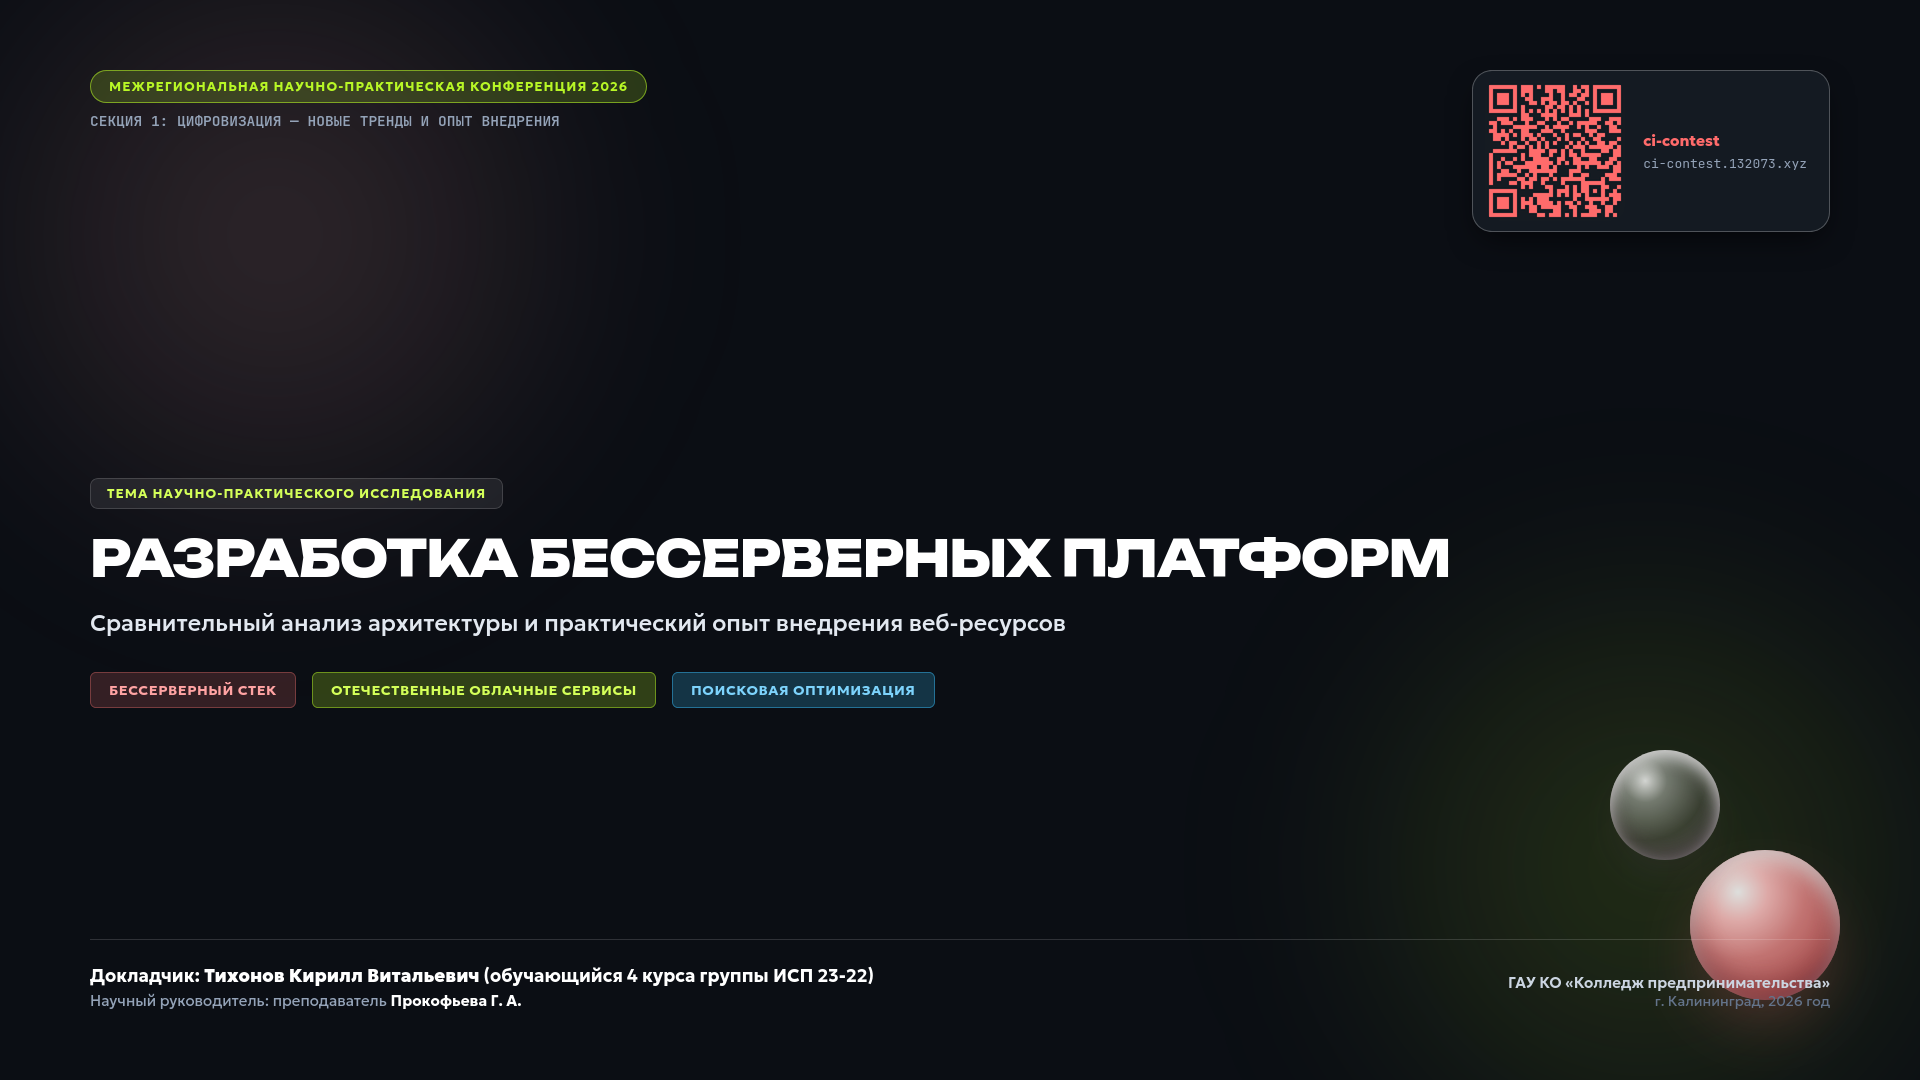 МЕЖРЕГИОНАЛЬНАЯ НАУЧНО-ПРАКТИЧЕСКАЯ КОНФЕРЕНЦИЯ 2026
СЕКЦИЯ 1: ЦИФРОВИЗАЦИЯ — НОВЫЕ ТРЕНДЫ И ОПЫТ ВНЕДРЕНИЯ
ci-contest
ci-contest.132073.xyz
ТЕМА НАУЧНО-ПРАКТИЧЕСКОГО ИССЛЕДОВАНИЯ
РАЗРАБОТКА БЕССЕРВЕРНЫХ ПЛАТФОРМ
Сравнительный анализ архитектуры и практический опыт внедрения веб-ресурсов
БЕССЕРВЕРНЫЙ СТЕК
ОТЕЧЕСТВЕННЫЕ ОБЛАЧНЫЕ СЕРВИСЫ
ПОИСКОВАЯ ОПТИМИЗАЦИЯ
Докладчик: Тихонов Кирилл Витальевич (обучающийся 4 курса группы ИСП 23-22)
Научный руководитель: преподаватель Прокофьева Г. А.
ГАУ КО «Колледж предпринимательства»
г. Калининград, 2026 год